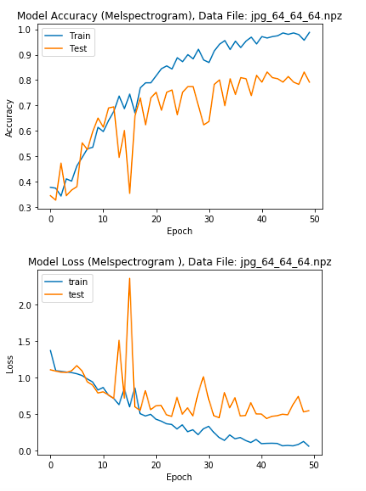 Model Accuracy (Melspectrogram), Data File: jpg_64_64_64.npz
1.0
0.9
0.8
0.7
0.6
0.5
0.4
0.3
Accuracy
Train
Test
0 10 20 30 40 50
Epoch
Model Loss (Melspectrogram ), Data File: jpg_64_64_64.npz
2.0
1.5
1.0
0.5
0.0
Loss
train
test
0 10 20 30 40 50
Epoch